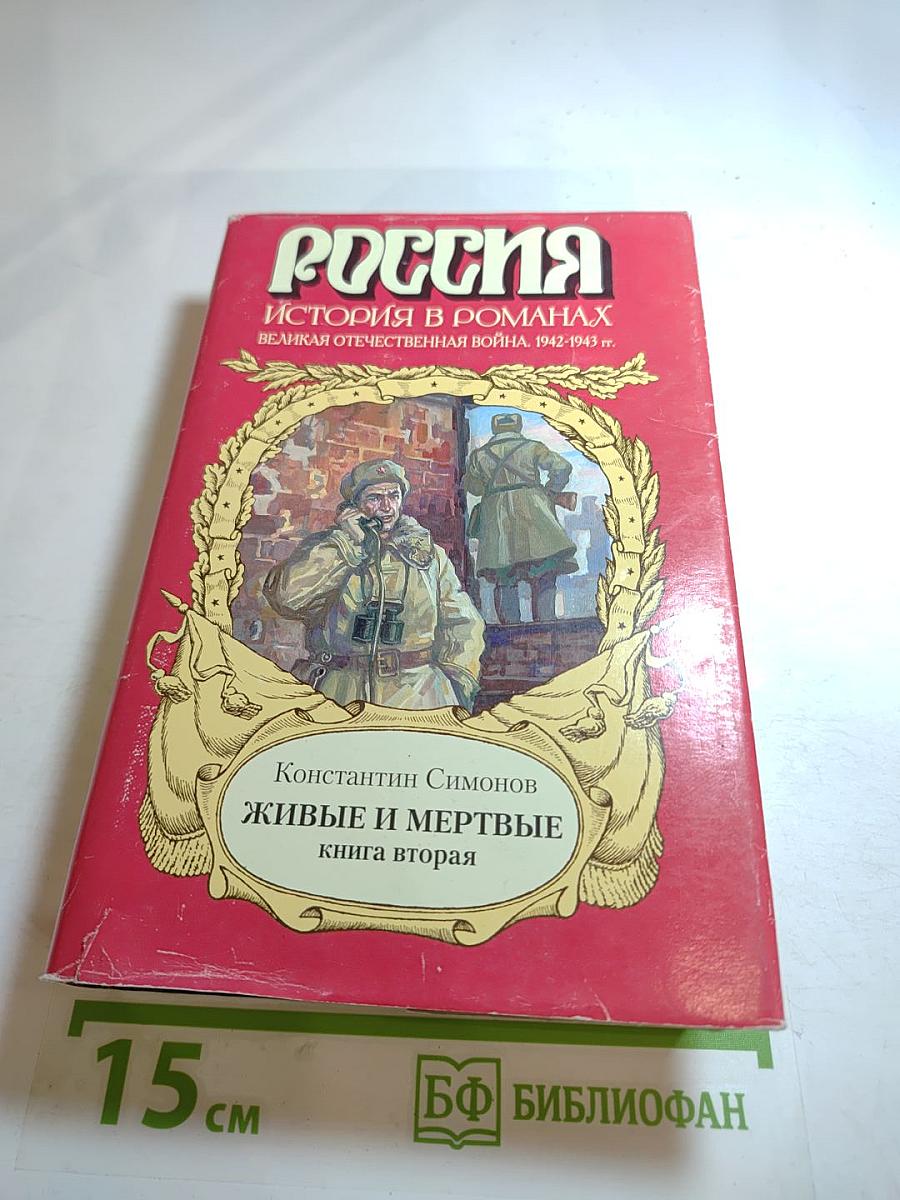 РОССИЯ
ИСТОРИЯ В РОМАНАХ
ВЕЛИКАЯ ОТЕЧЕСТВЕННАЯ ВОЙНА. 1942-1943 гг.
Константин Симонов
ЖИВЫЕ И МЕРТВЫЕ
книга вторая
15 см
БФ БИБЛИОФАН